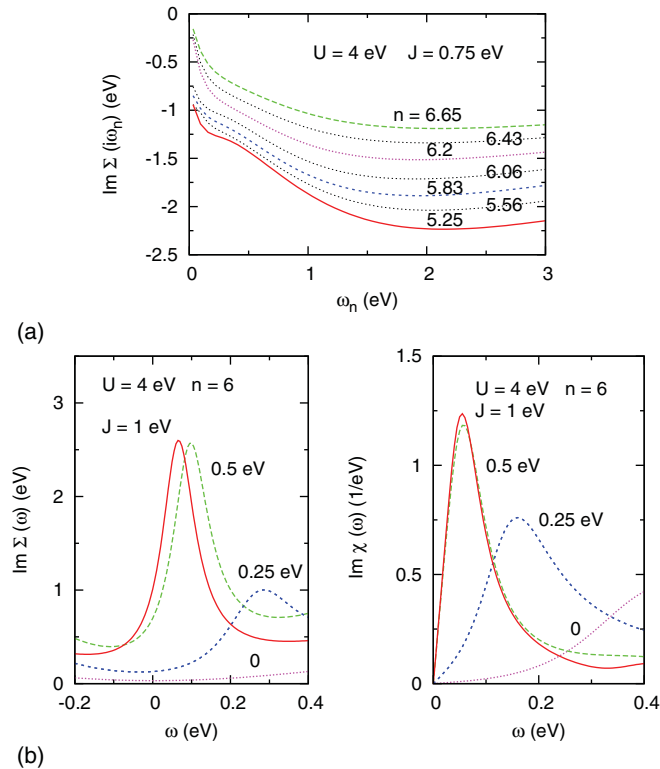 0
-0.5
-1
-1.5
-2
-2.5
Im Σ (iωn) (eV)
U = 4 eV J = 0.75 eV
n = 6.65
6.43
6.2
6.06
5.83
5.56
5.25
0 1 2 3
ωn (eV)
(a)
3
2
1
0
Im Σ (ω) (eV)
U = 4 eV n = 6
J = 1 eV
0.5 eV
0.25 eV
0
-0.2 0 0.2 0.4
ω (eV)
1.5
1
0.5
0
Im χ (ω) (1/eV)
U = 4 eV n = 6
J = 1 eV
0.5 eV
0.25 eV
0
0 0.2 0.4
ω (eV)
(b)